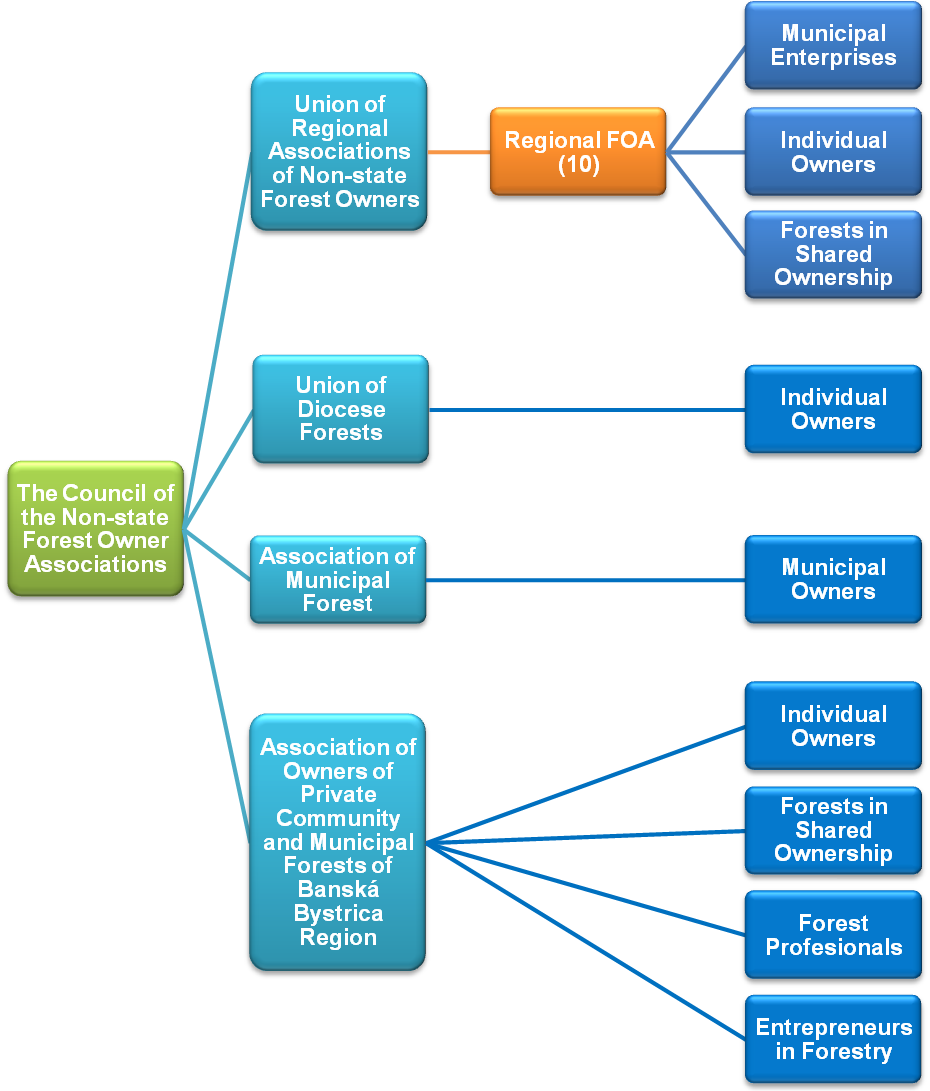 The Council of
the Non-state
Forest Owner
Associations
Union of
Regional
Associations
of Non-state
Forest Owners
Regional FOA
(10)
Municipal
Enterprises
Individual
Owners
Forests in
Shared
Ownership
Union of
Diocese
Forests
Individual
Owners
Association of
Municipal
Forest
Municipal
Owners
Association of
Owners of
Private
Community
and Municipal
Forests of
Banská
Bystrica
Region
Individual
Owners
Forests in
Shared
Ownership
Forest
Profesionals
Entrepreneurs
in Forestry